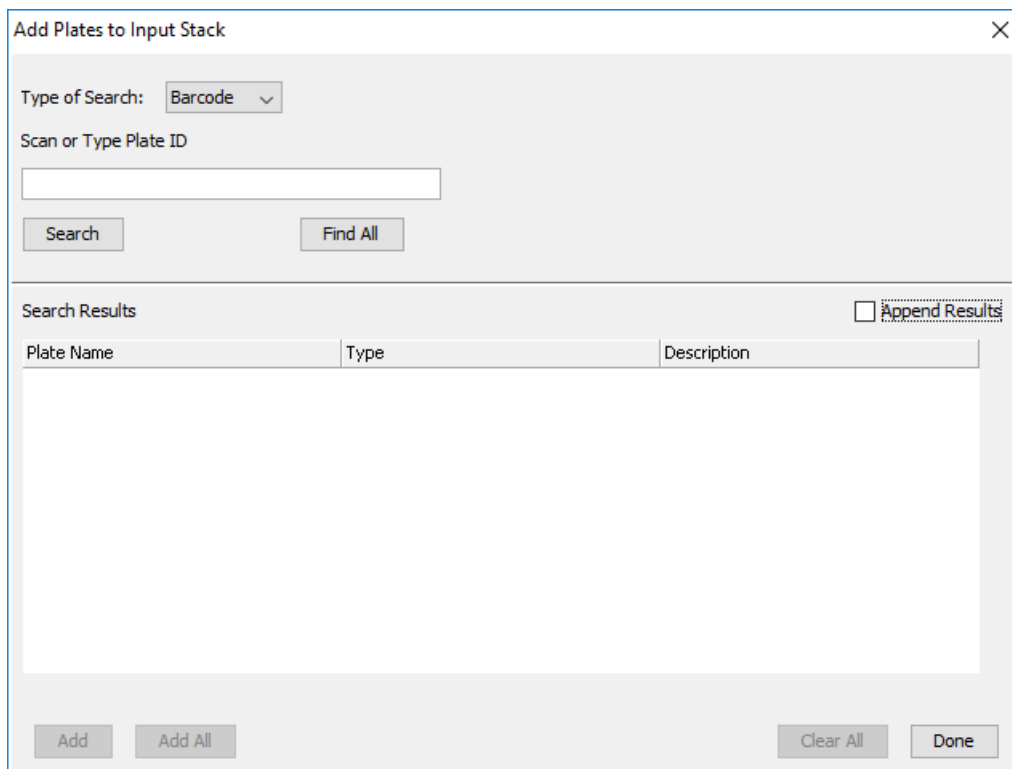 Add Plates to Input Stack
Type of Search: Barcode
Scan or Type Plate ID
Search Find All
Search Results Append Results
Plate Name Type Description
Add Add All Clear All Done